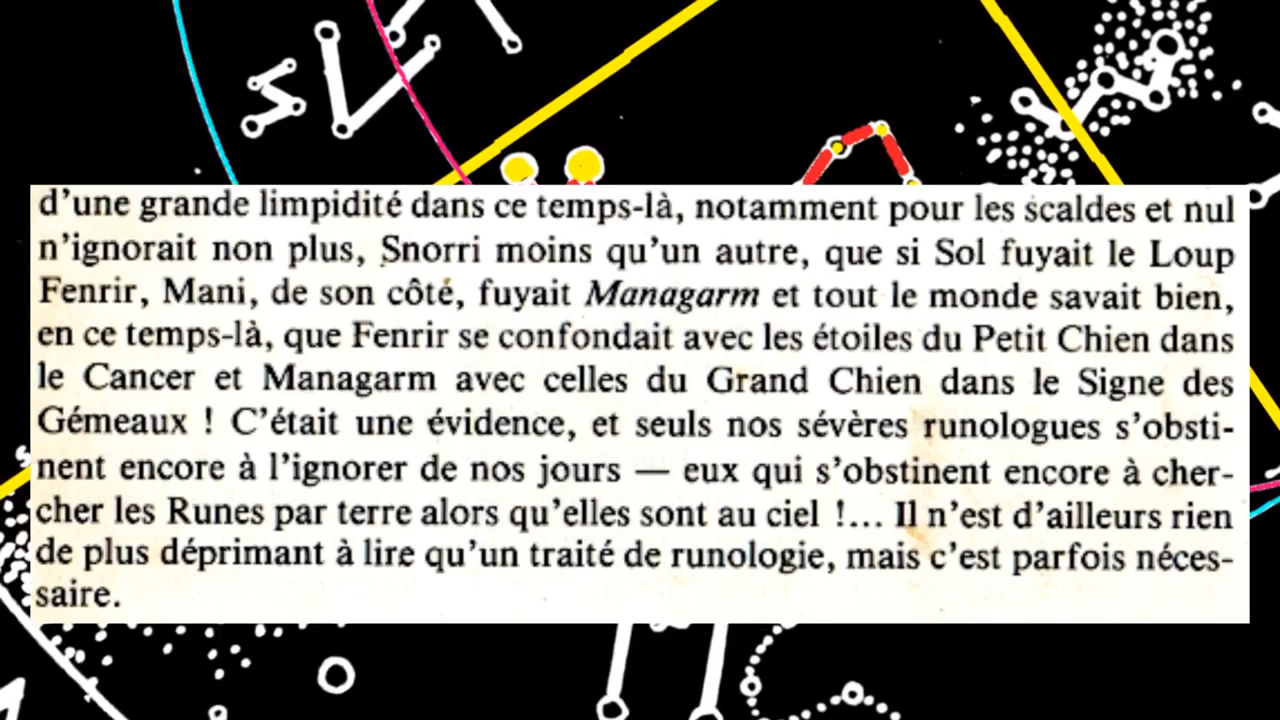 d'une grande limpidité dans ce temps-là, notamment pour les scaldes et nul
n'ignorait non plus, Snorri moins qu'un autre, que si Sol fuyait le Loup
Fenrir, Mani, de son côté, fuyait Managarm et tout le monde savait bien,
en ce temps-là, que Fenrir se confondait avec les étoiles du Petit Chien dans
le Cancer et Managarm avec celles du Grand Chien dans le Signe des
Gémeaux ! C'était une évidence, et seuls nos sévères runologues s'obsti-
nent encore à l'ignorer de nos jours — eux qui s'obstinent encore à cher-
cher les Runes par terre alors qu'elles sont au ciel !... Il n'est d'ailleurs rien
de plus déprimant à lire qu'un traité de runologie, mais c'est parfois néces-
saire.